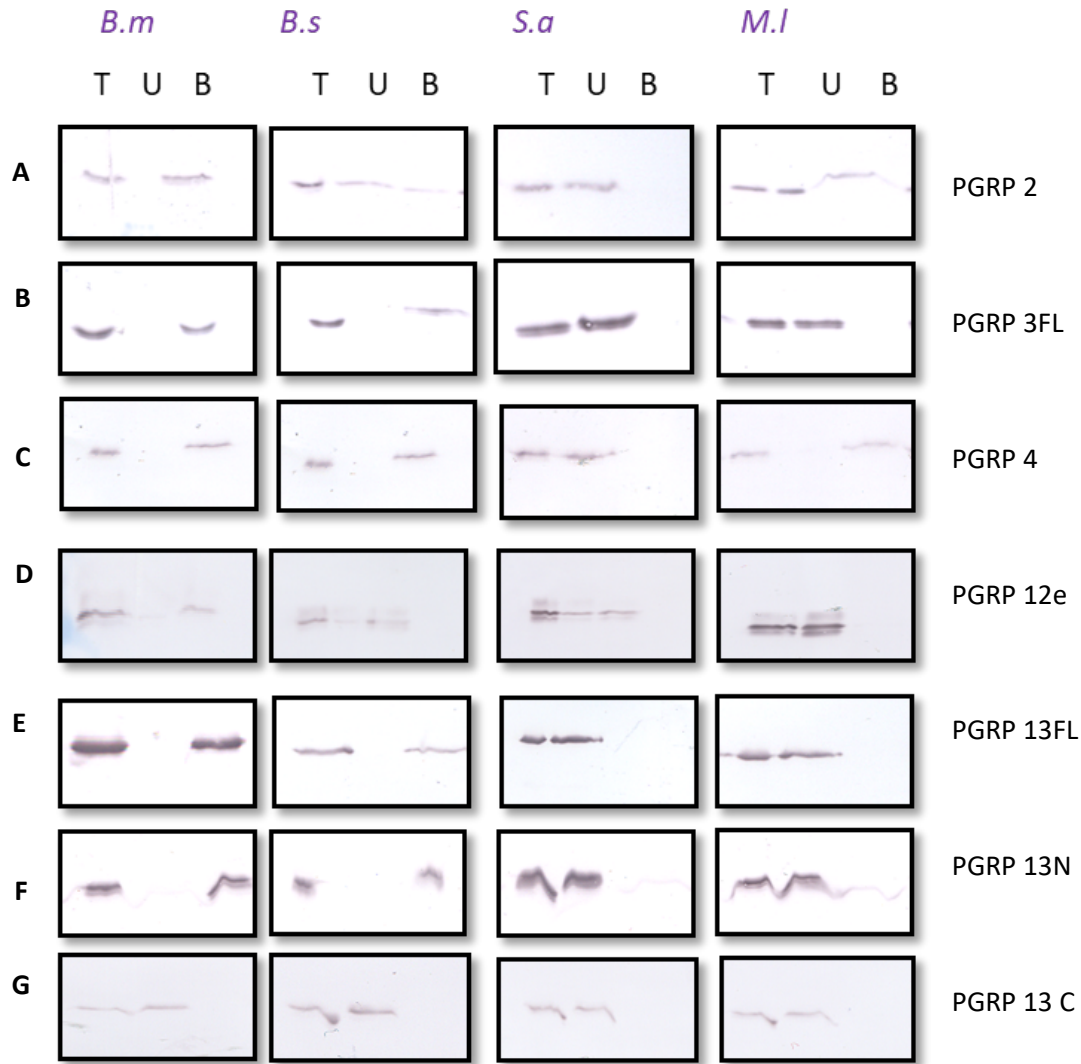 B.m B.s S.a M.l
T U B T U B T U B T U B
A PGRP 2
B PGRP 3FL
C PGRP 4
D PGRP 12e
E PGRP 13FL
F PGRP 13N
G PGRP 13 C